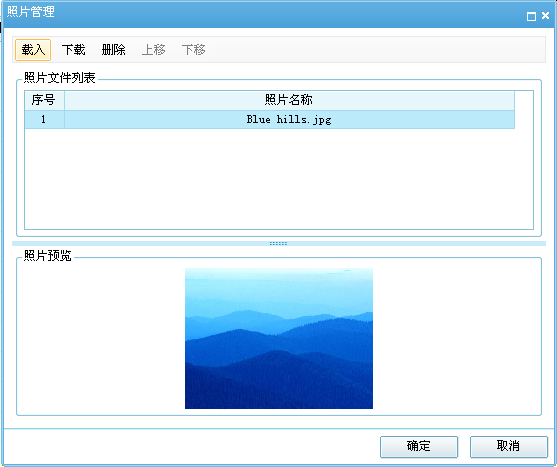 照片管理
载入 下载 删除 上移 下移
照片文件列表
序号 照片名称
1 Blue hills.jpg
照片预览
确定 取消